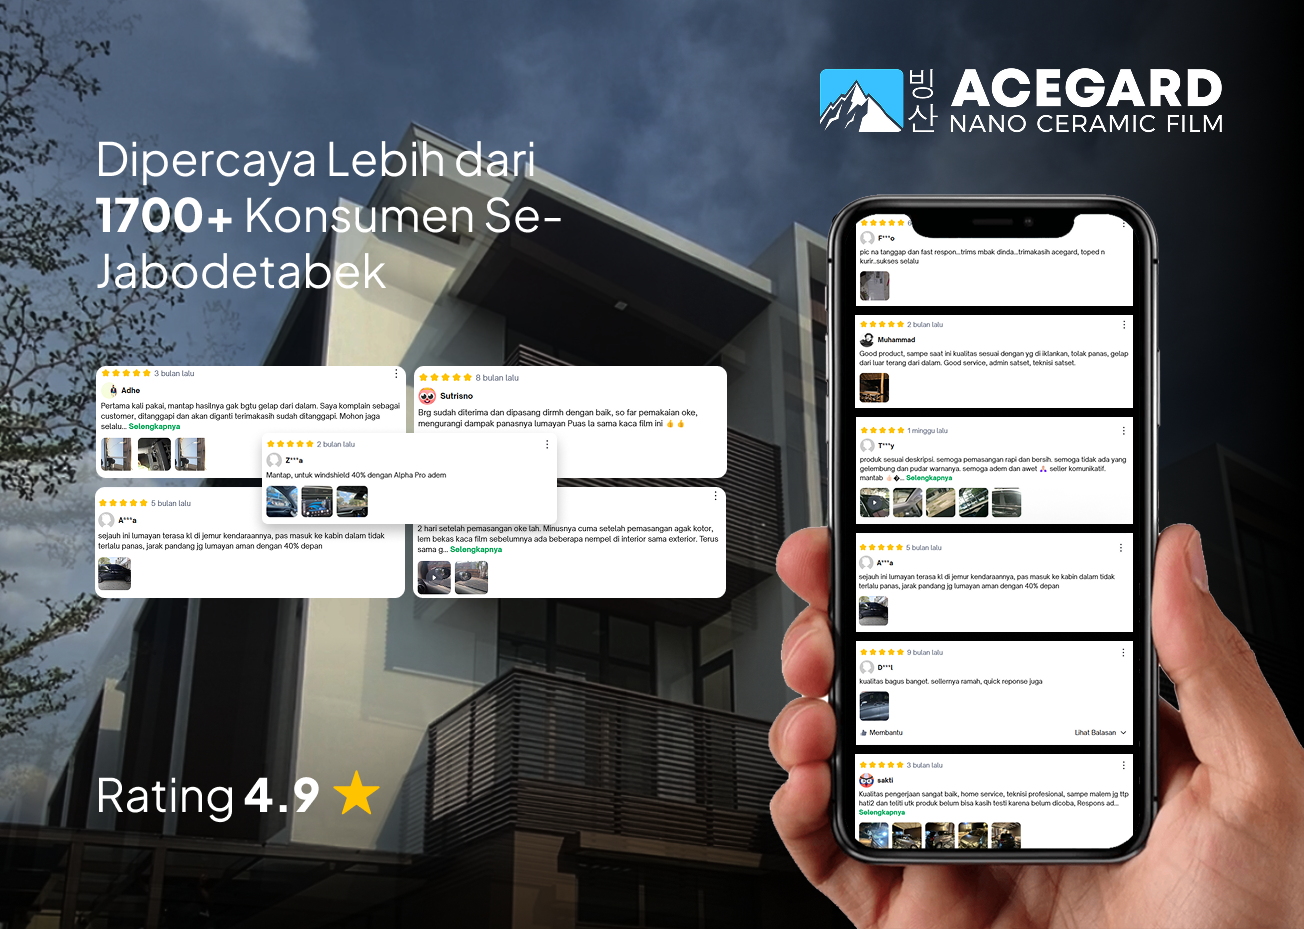 빙산
ACEGARD
NANO CERAMIC FILM
Dipercaya Lebih dari
1700+ Konsumen Se-
Jabodetabek
3 bulan lalu
Adhe
Pertama kali pakai, mantap hasilnya gak bgtu gelap dari dalam. Saya komplain sebagai
customer, ditanggapi dan akan diganti terimakasih sudah ditanggapi. Mohon jaga
selalu... Selengkapnya
8 bulan lalu
Sutrisno
Brg sudah diterima dan dipasang dirmh dengan baik, so far pemakaian oke,
mengurangi dampak panasnya lumayan Puas la sama kaca film ini 👍 👍
2 bulan lalu
Z***a
Mantap, untuk windshield 40% dengan Alpha Pro adem
5 bulan lalu
A***a
sejauh ini lumayan terasa kl di jemur kendaraannya, pas masuk ke kabin dalam tidak
terlalu panas, jarak pandang jg lumayan aman dengan 40% depan
2 hari setelah pemasangan oke lah. Minusnya cuma setelah pemasangan agak kotor,
lem bekas kaca film sebelumnya ada beberapa nempel di interior sama exterior. Terus
sama g... Selengkapnya
Rating 4.9
F***o
pic na tanggap dan fast respon...trims mbak dinda...trimakasih acegard, toped n
kurir..sukses selalu
2 bulan lalu
Muhammad
Good product, sampe saat ini kualitas sesuai dengan yg di iklankan, tolak panas, gelap
dari luar terang dari dalam. Good service, admin satset, teknisi satset.
1 minggu lalu
T***y
produk sesuai deskripsi. semoga pemasangan rapi dan bersih. semoga tidak ada yang
gelembung dan pudar warnanya. semoga adem dan awet seller komunikatif.
mantab �... Selengkapnya
5 bulan lalu
A***a
sejauh ini lumayan terasa kl di jemur kendaraannya, pas masuk ke kabin dalam tidak
terlalu panas, jarak pandang jg lumayan aman dengan 40% depan
9 bulan lalu
D***l
kualitas bagus banget. sellernya ramah, quick reponse juga
Membantu
Lihat Balasan
3 bulan lalu
sakti
Kualitas pengerjaan sangat baik, home service, teknisi profesional, sampe malem jg ttp
hati2 dan teliti utk produk belum bisa kasih testi karena belum dicoba, Respons ad...
Selengkapnya